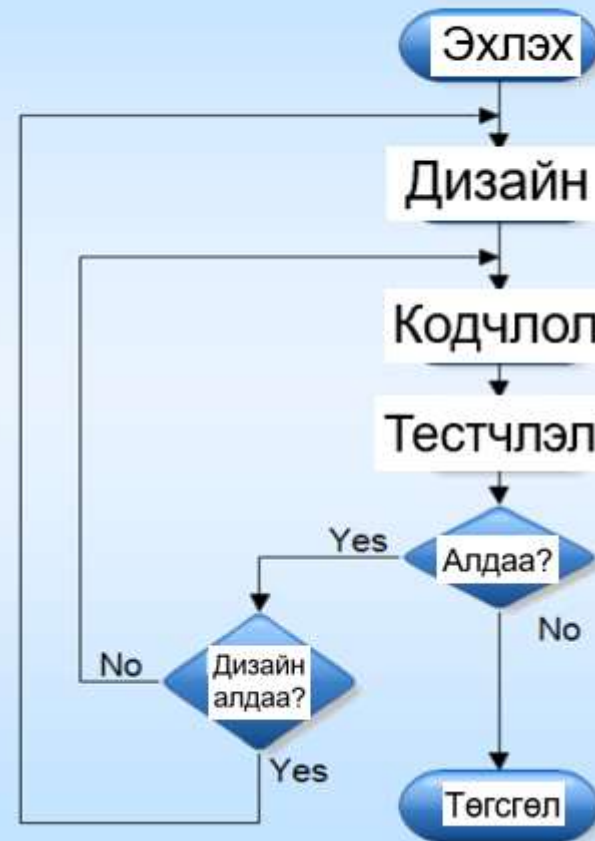 Эхлэх
Дизайн
Кодчлол
Тестчлэл
Yes
Алдаа?
No
No
Дизайн
алдаа?
Yes
Төгсгөл